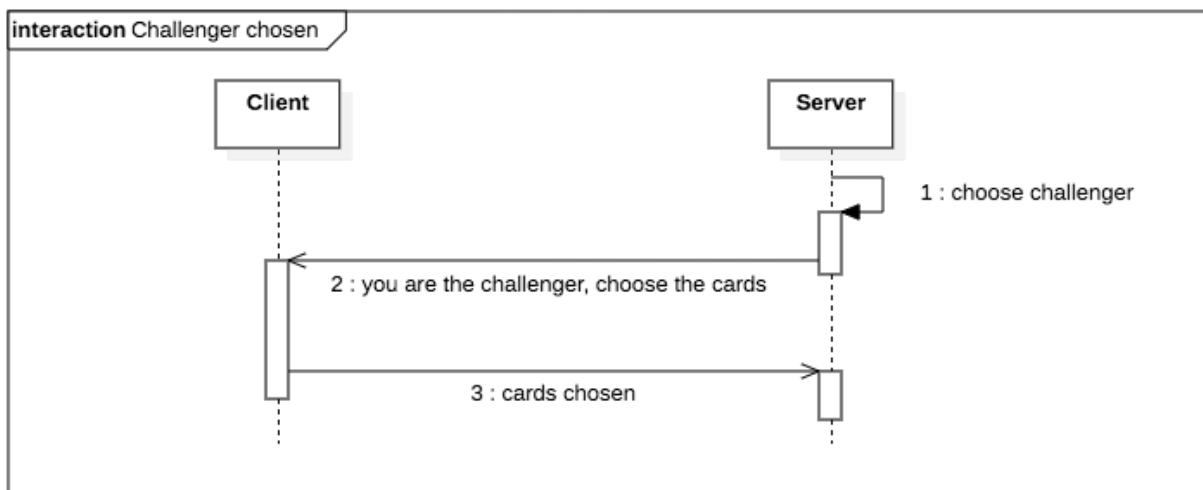 interaction Challenger chosen
Client
Server
1 : choose challenger
2 : you are the challenger, choose the cards
3 : cards chosen